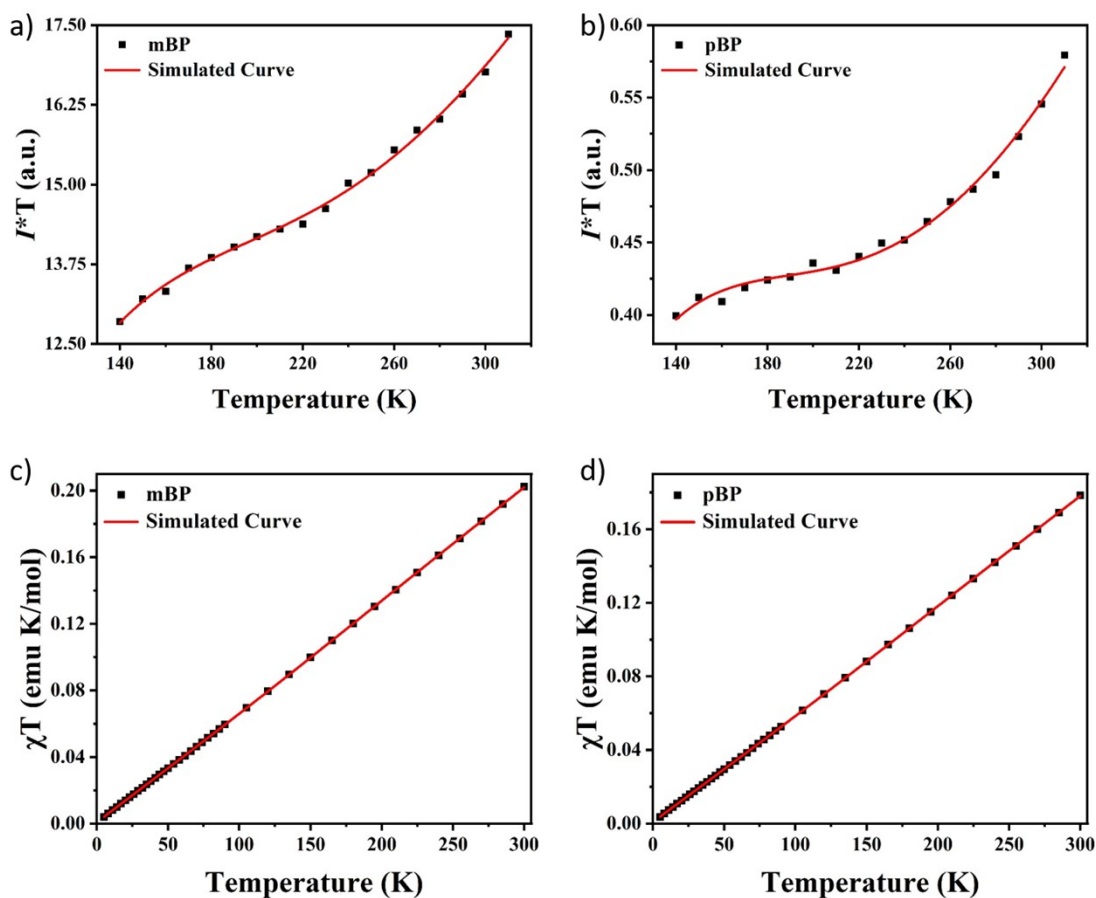 a)
mBP
Simulated Curve
I*T (a.u.)
17.50
16.25
15.00
13.75
12.50
140 180 220 260 300
Temperature (K)
b)
pBP
Simulated Curve
I*T (a.u.)
0.60
0.55
0.50
0.45
0.40
140 180 220 260 300
Temperature (K)
c)
mBP
Simulated Curve
χT (emu K/mol)
0.20
0.16
0.12
0.08
0.04
0.00
0 50 100 150 200 250 300
Temperature (K)
d)
pBP
Simulated Curve
χT (emu K/mol)
0.16
0.12
0.08
0.04
0.00
0 50 100 150 200 250 300
Temperature (K)